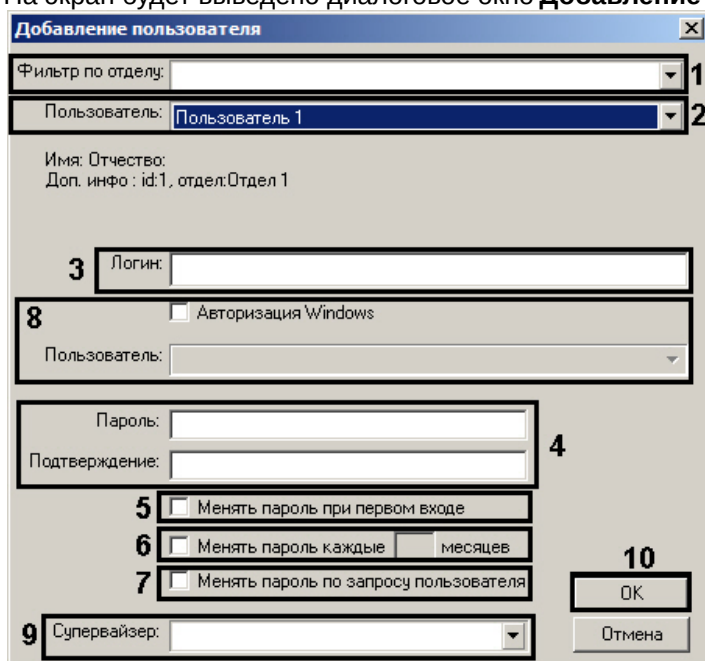 На экран будет выведено диалоговое окно Добавление
Добавление пользователя
Фильтр по отделу: 1
Пользователь: Пользователь 1 2
Имя: Отчество:
Доп. инфо : id:1, отдел:Отдел 1
3 Логин:
8 Авторизация Windows
Пользователь:
Пароль:
4
Подтверждение:
5 Менять пароль при первом входе
6 Менять пароль каждые месяцев
10
7 Менять пароль по запросу пользователя
OK
9 Супервайзер: Отмена